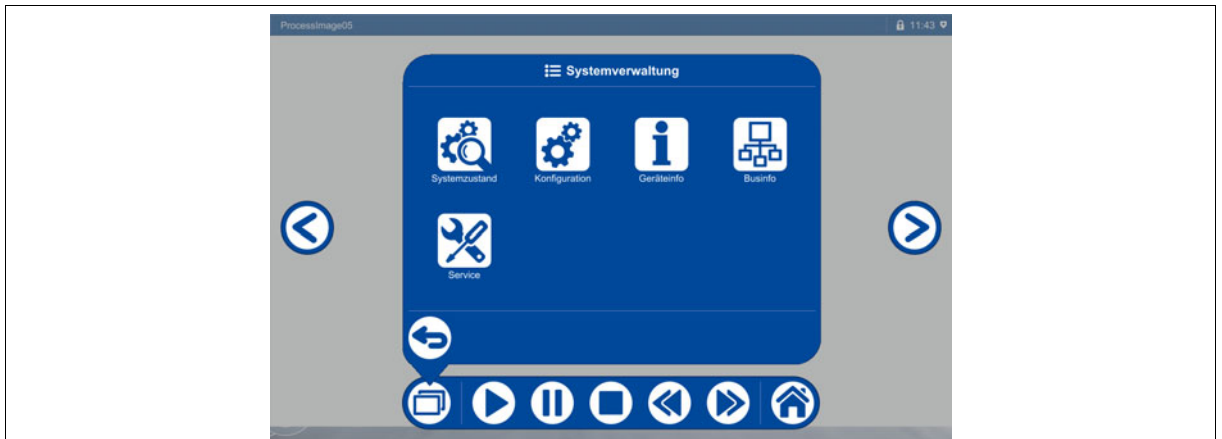 ProcessImage05
11:43
Systemverwaltung
Systemzustand Konfiguration Geräteinfo Businfo
Service